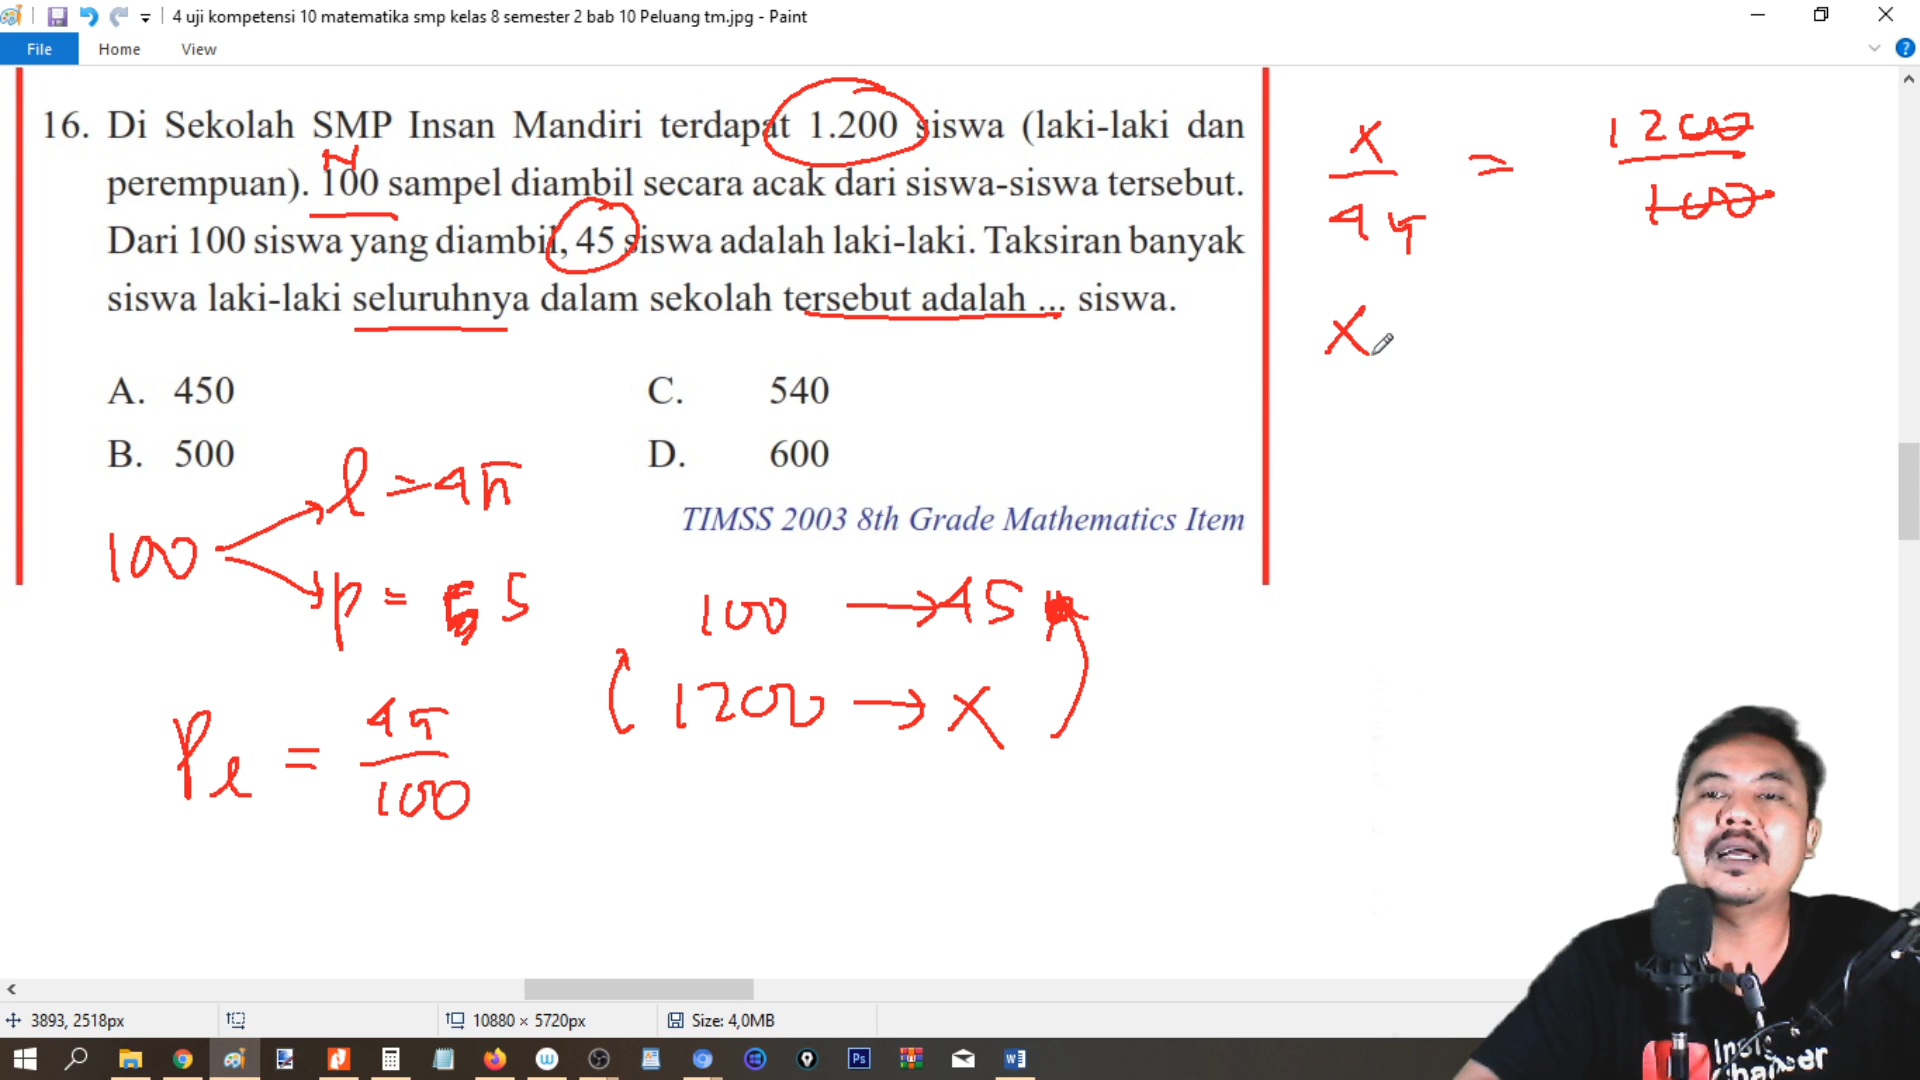 4 uji kompetensi 10 matematika smp kelas 8 semester 2 bab 10 Peluang tm.jpg - Paint
File Home View
16. Di Sekolah SMP Insan Mandiri terdapat 1.200 siswa (laki-laki dan
perempuan). 100 sampel diambil secara acak dari siswa-siswa tersebut.
N
Dari 100 siswa yang diambil, 45 siswa adalah laki-laki. Taksiran banyak
siswa laki-laki seluruhnya dalam sekolah tersebut adalah ... siswa.
A. 450
B. 500
C. 540
D. 600
TIMSS 2003 8th Grade Mathematics Item
100
l = 45
p = 55
100 → 45
1200 → x
Pl = 45
100
x = 1200
45 100
x
3893, 2518px
10880 × 5720px
Size: 4,0MB